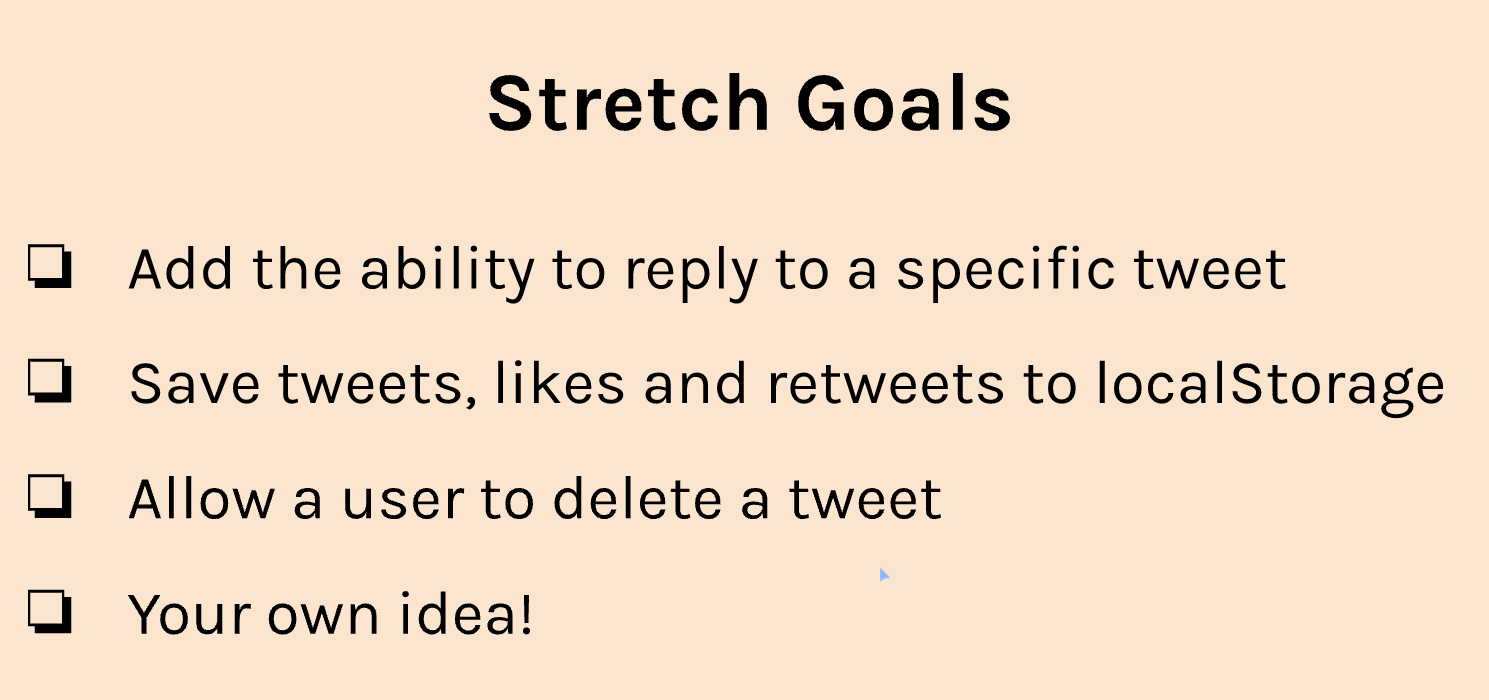 Stretch Goals
❏ Add the ability to reply to a specific tweet
❏ Save tweets, likes and retweets to localStorage
❏ Allow a user to delete a tweet
❏ Your own idea!